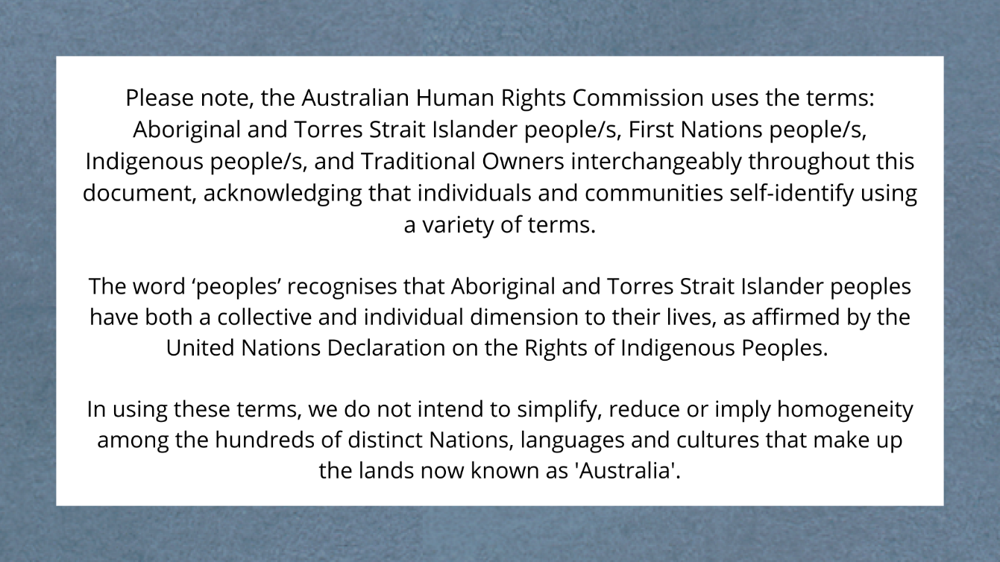 Please note, the Australian Human Rights Commission uses the terms:
Aboriginal and Torres Strait Islander people/s, First Nations people/s,
Indigenous people/s, and Traditional Owners interchangeably throughout this
document, acknowledging that individuals and communities self-identify using
a variety of terms.
The word ‘peoples’ recognises that Aboriginal and Torres Strait Islander peoples
have both a collective and individual dimension to their lives, as affirmed by the
United Nations Declaration on the Rights of Indigenous Peoples.
In using these terms, we do not intend to simplify, reduce or imply homogeneity
among the hundreds of distinct Nations, languages and cultures that make up
the lands now known as 'Australia'.